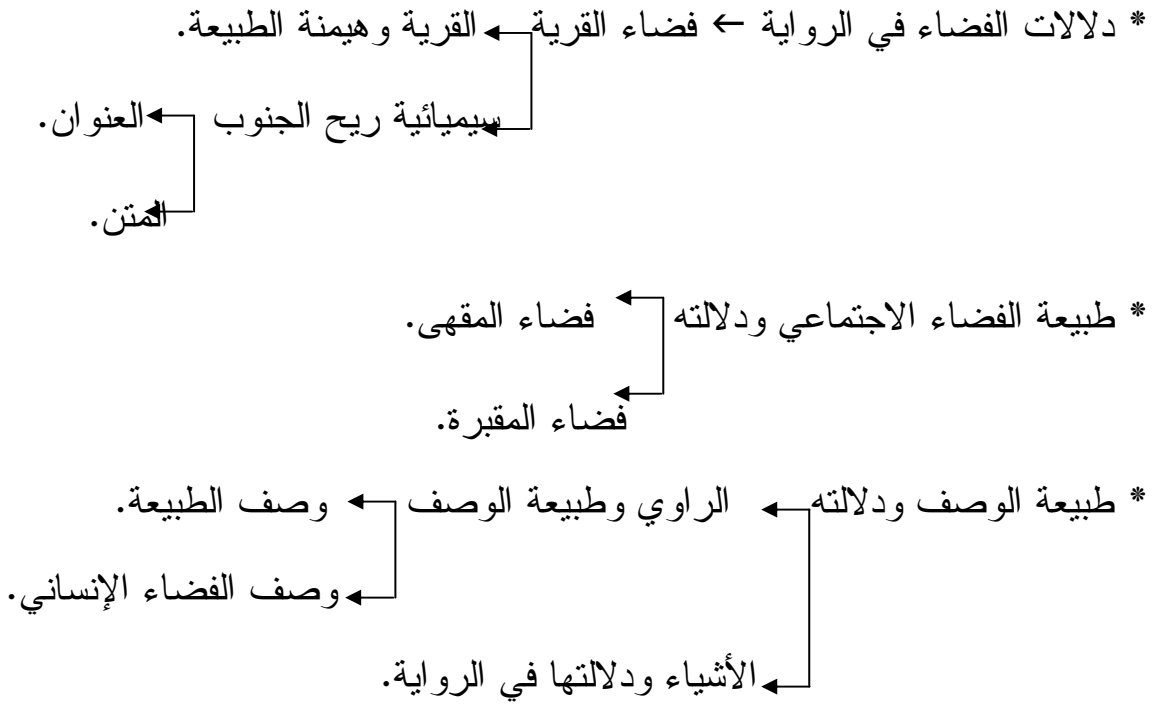 * دلالات الفضاء في الرواية ← فضاء القرية ← القرية وهيمنة الطبيعة.
سيميائية ريح الجنوب ← العنوان.
المتن.
* طبيعة الفضاء الاجتماعي ودلالته ← فضاء المقهى.
فضاء المقبرة.
* طبيعة الوصف ودلالته ← الراوي وطبيعة الوصف ← وصف الطبيعة.
وصف الفضاء الإنساني.
الأشياء ودلالتها في الرواية.